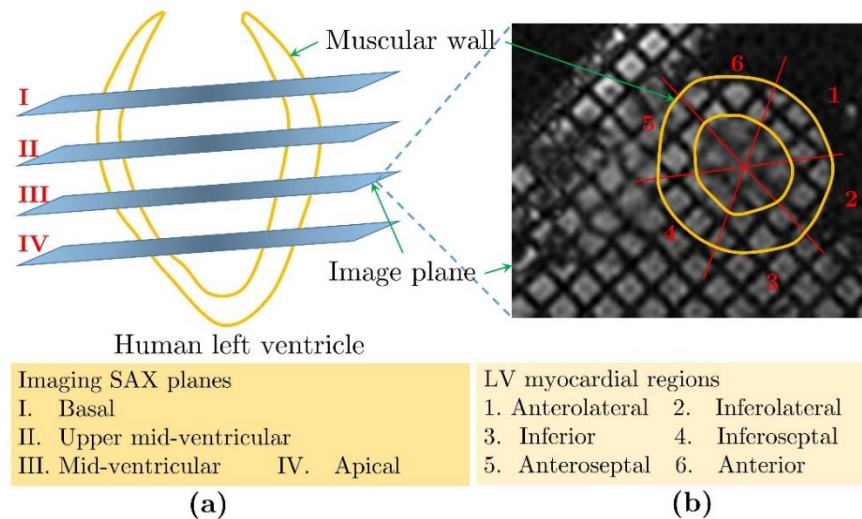 Muscular wall
I
II
III
IV
Image plane
Human left ventricle
6
1
5
2
4
3
Imaging SAX planes
I. Basal
II. Upper mid-ventricular
III. Mid-ventricular IV. Apical
(a)
LV myocardial regions
1. Anterolateral 2. Inferolateral
3. Inferior 4. Inferoseptal
5. Anteroseptal 6. Anterior
(b)